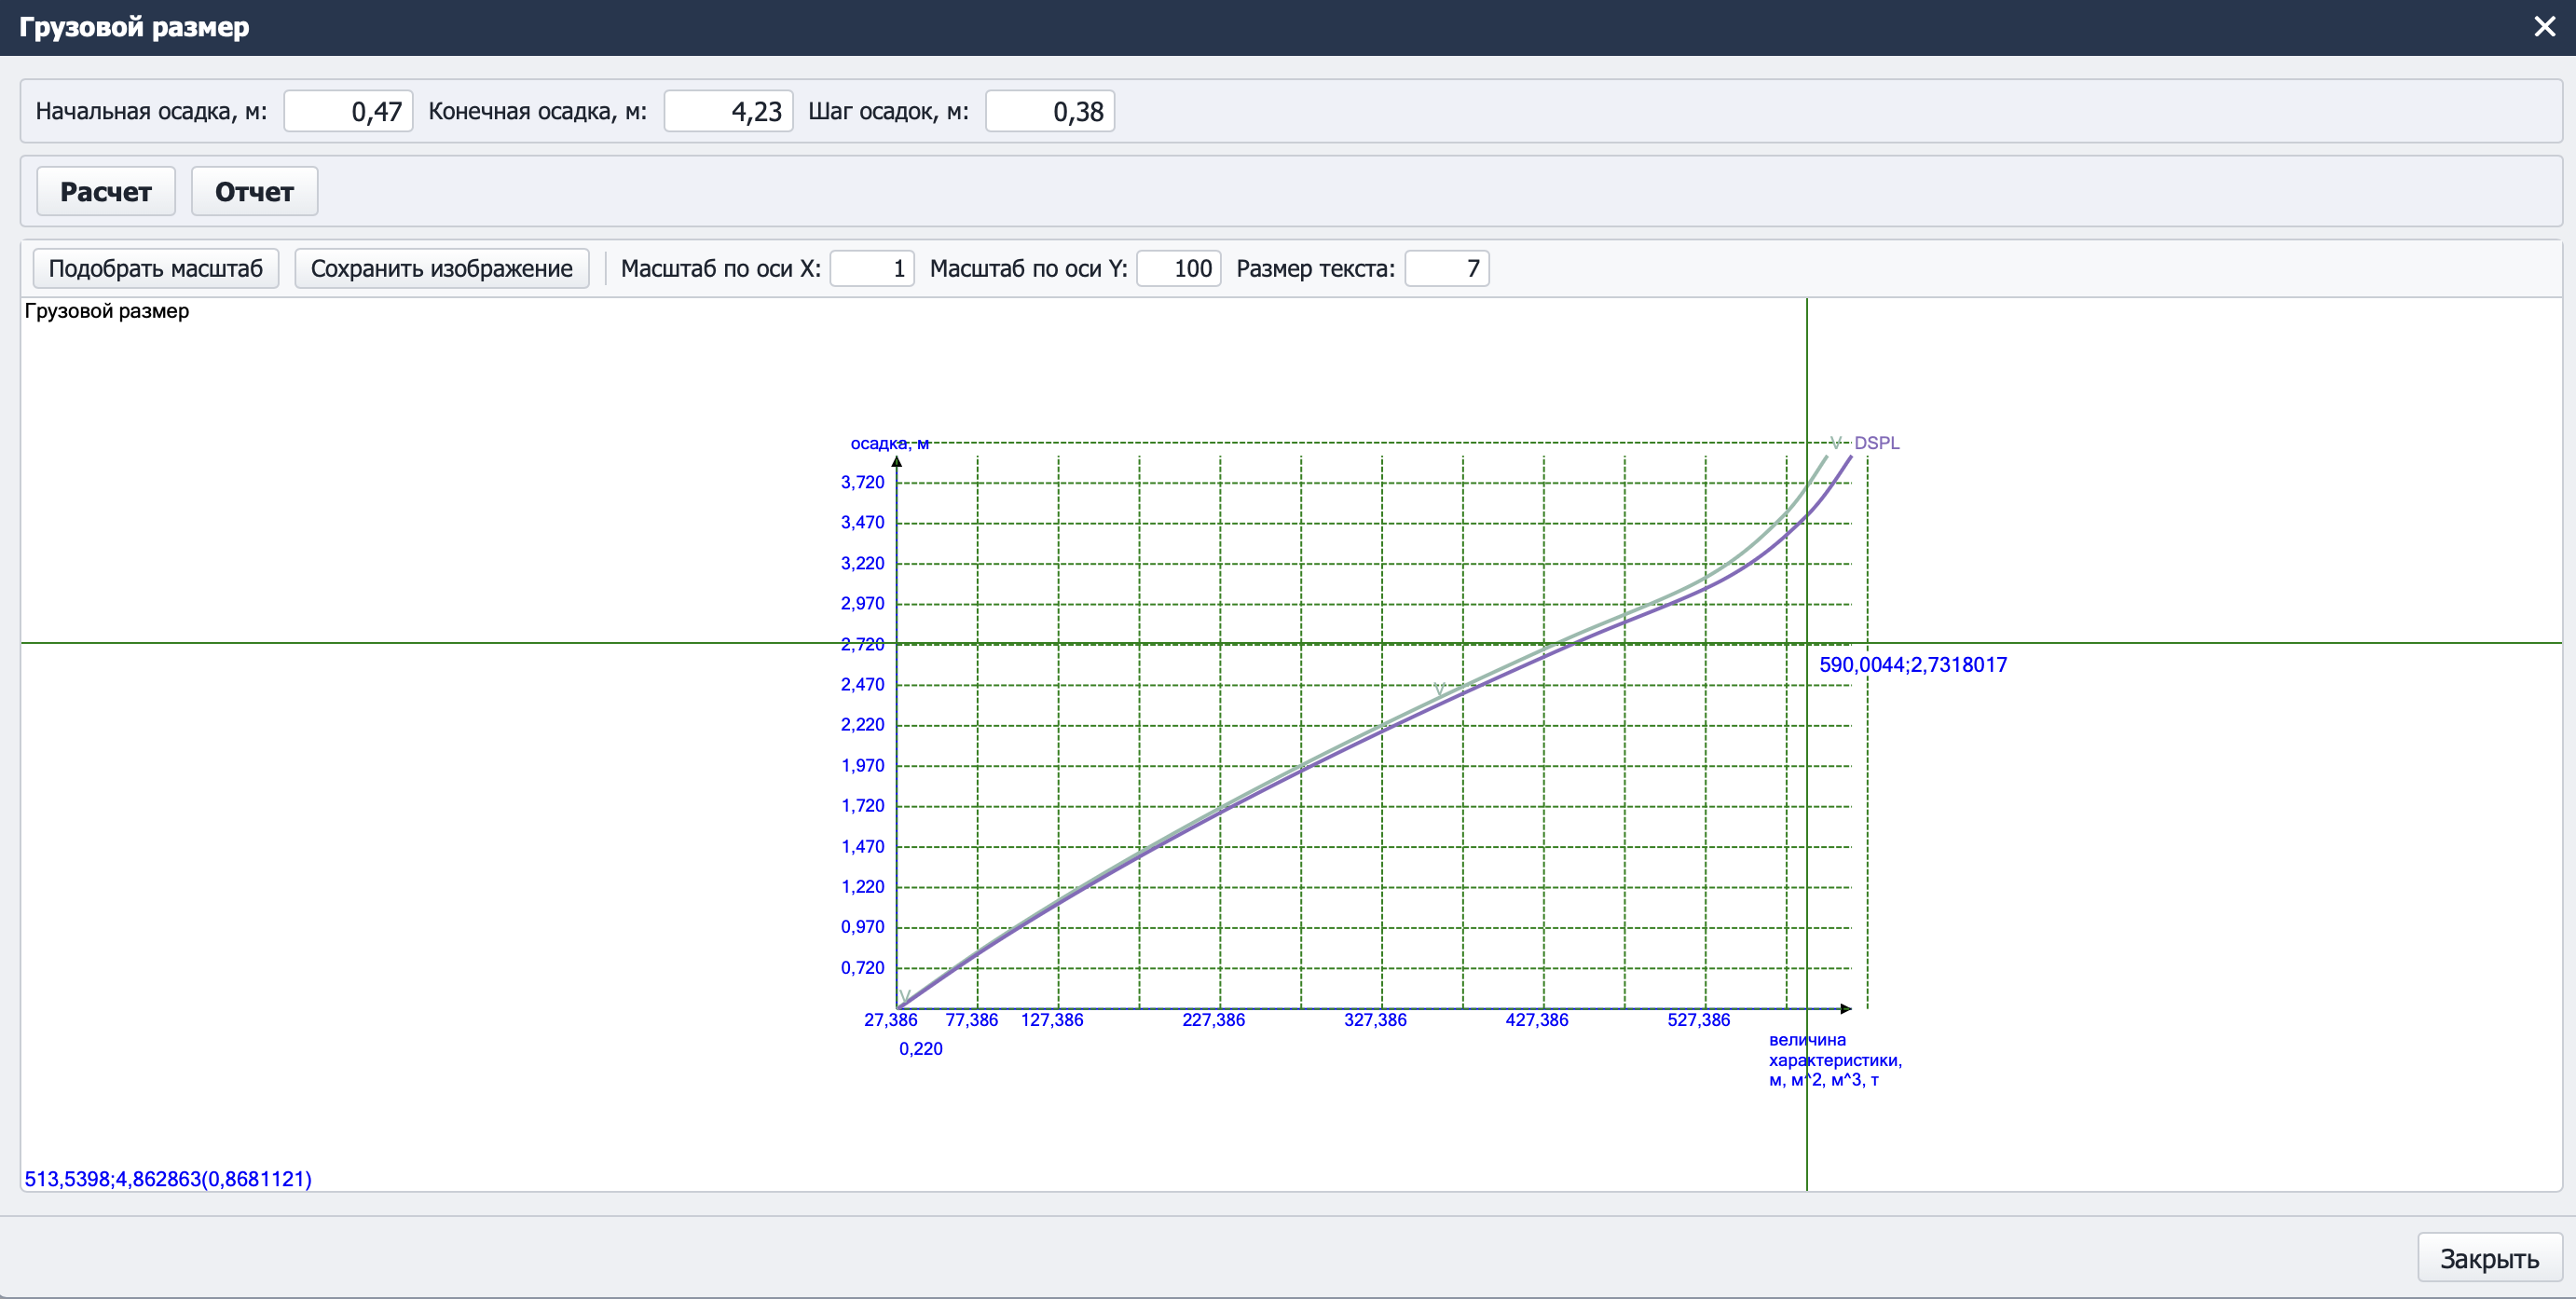 Грузовой размер
Начальная осадка, м: 0,47 Конечная осадка, м: 4,23 Шаг осадок, м: 0,38
Расчет Отчет
Подобрать масштаб Сохранить изображение Масштаб по оси X: 1 Масштаб по оси Y: 100 Размер текста: 7
Грузовой размер
осадка, м V DSPL
3,720
3,470
3,220
2,970
2,720
590,0044;2,7318017
2,470 V
2,220
1,970
1,720
1,470
1,220
0,970
0,720
V
27,386 77,386 127,386 227,386 327,386 427,386 527,386
0,220
величина
характеристики,
м, м^2, м^3, т
513,5398;4,862863(0,8681121)
Закрыть